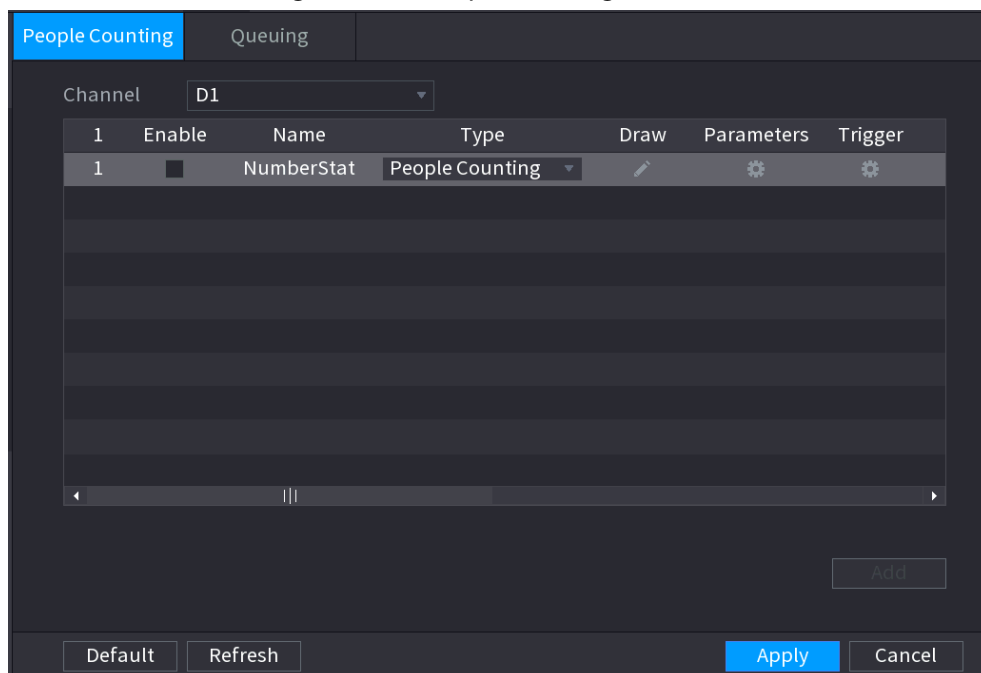 People Counting Queuing
Channel D1
1 Enable Name Type Draw Parameters Trigger
1 NumberStat People Counting
Add
Default Refresh Apply Cancel